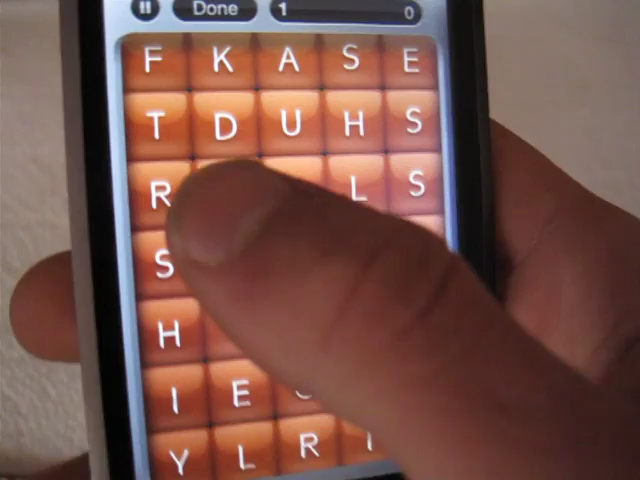 Done 1 0
F K A S E
T D U H S
R L S
S
H
I E
Y L R